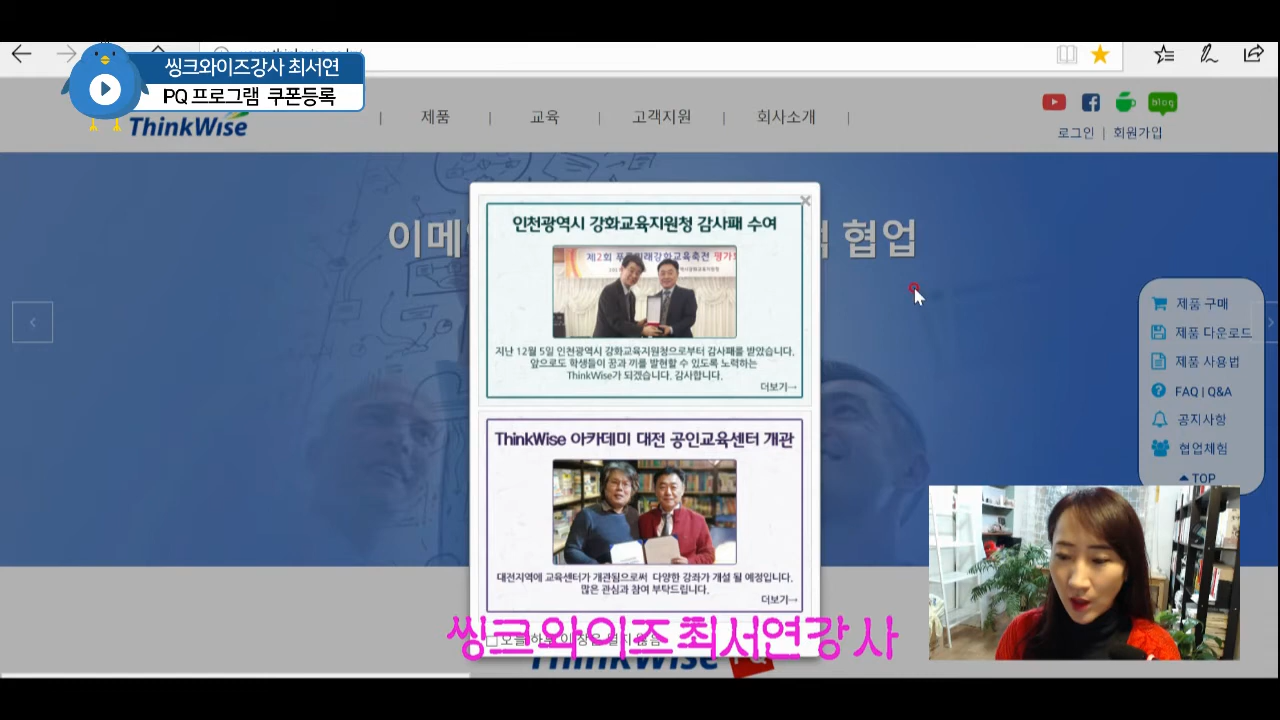 씽크와이즈강사 최서연
PQ 프로그램 쿠폰등록
ThinkWise
제품
교육
고객지원
회사소개
blog
로그인 | 회원가입
이메
협업
인천광역시 강화교육지원청 감사패 수여
제2회
지난 12월 5일 인천광역시 강화교육지원청으로부터 감사패를 받았습니다.
앞으로도 학생들이 꿈과 끼를 발현할 수 있도록 노력하는
ThinkWise가 되겠습니다. 감사합니다.
더보기→
ThinkWise 아카데미 대전 공인교육센터 개관
대전지역에 교육센터가 개관됨으로써 다양한 강좌가 개설 될 예정입니다.
많은 관심과 참여 부탁드립니다.
더보기→
제품 구매
제품 다운로드
제품 사용법
FAQ | Q&A
공지사항
협업체험
TOP
씽크와이즈최서연강사
ThinkWise PQ